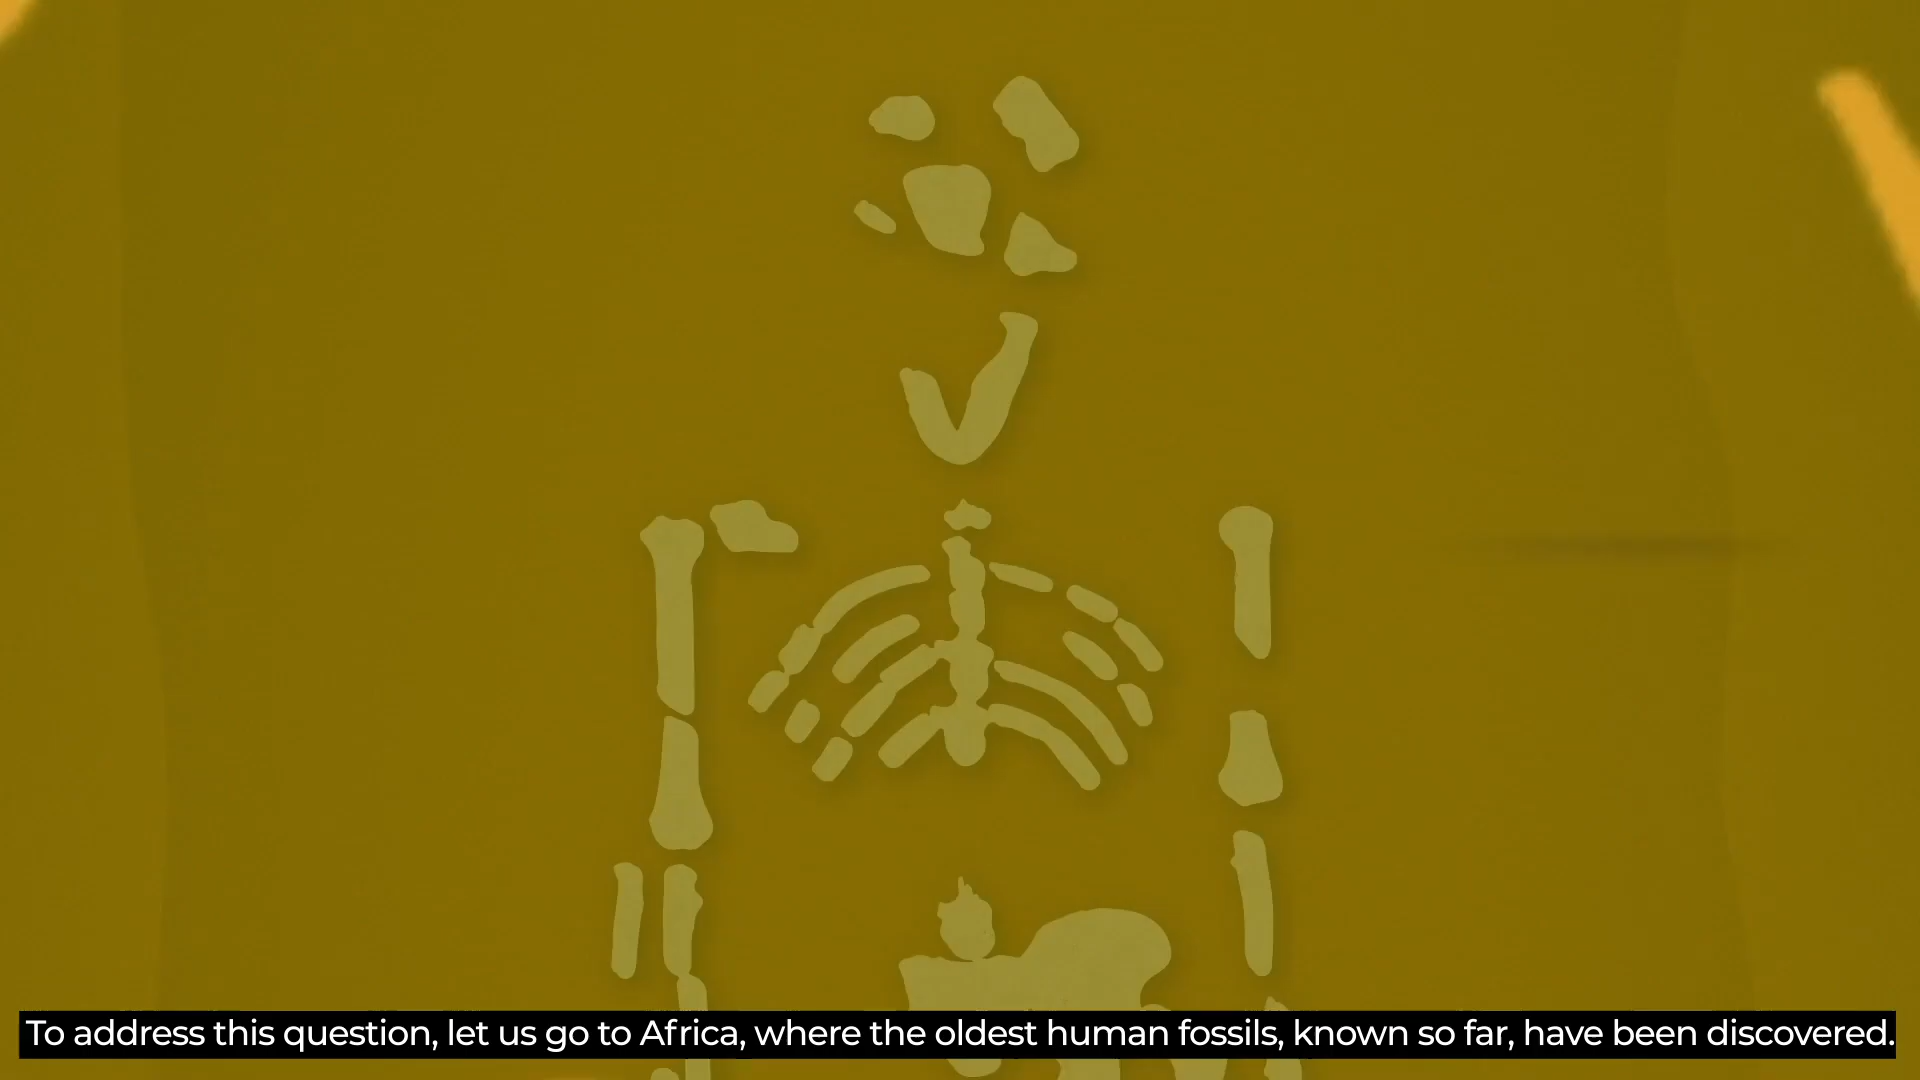 To address this question, let us go to Africa, where the oldest human fossils, known so far, have been discovered.